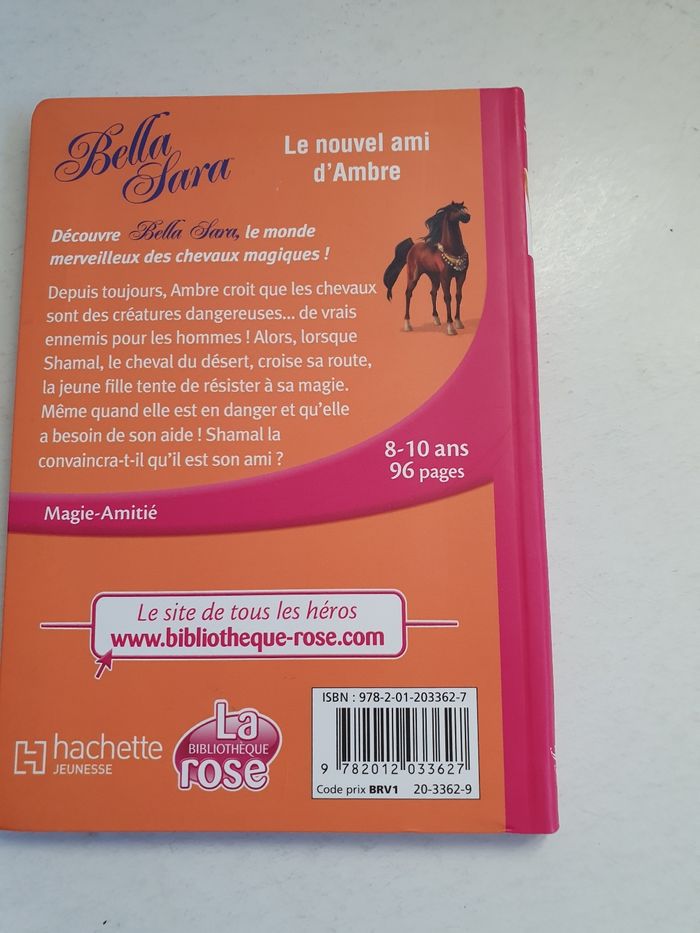 Bella
Sara
Le nouvel ami
d'Ambre
Découvre Bella Sara, le monde
merveilleux des chevaux magiques !
Depuis toujours, Ambre croit que les chevaux
sont des créatures dangereuses... de vrais
ennemis pour les hommes ! Alors, lorsque
Shamal, le cheval du désert, croise sa route,
la jeune fille tente de résister à sa magie.
Même quand elle est en danger et qu'elle
a besoin de son aide ! Shamal la
convaincra-t-il qu'il est son ami ?
8-10 ans
96 pages
Magie-Amitié
Le site de tous les héros
www.bibliotheque-rose.com
hachette
JEUNESSE
La
BIBLIOTHÈQUE
rose
ISBN : 978-2-01-203362-7
9 782012 033627
Code prix BRV1 20-3362-9